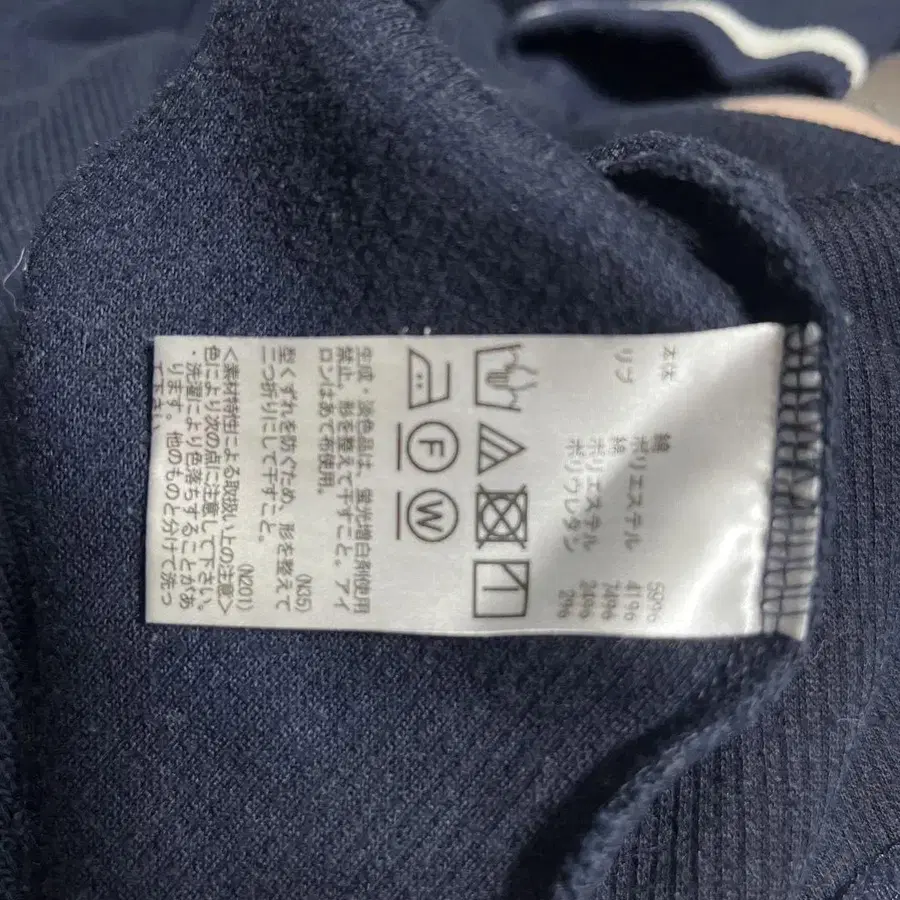 本体 綿 59%
ポリエステル 41%
リブ 綿 74%
ポリエステル 24%
ポリウレタン 2%
F W
生成・淡色品は、蛍光増白剤使用
禁止。形を整えて干すこと。アイ
ロンはあて布使用。
(N35)
型くずれを防ぐため、形を整えて
二つ折りにして干すこと。
(N201)
<素材特性による取扱い上の注意>
色により次の点に注意して下さい。
・洗濯により色落ちすることがあ
ります。他のものと分けて洗っ
て下さい。